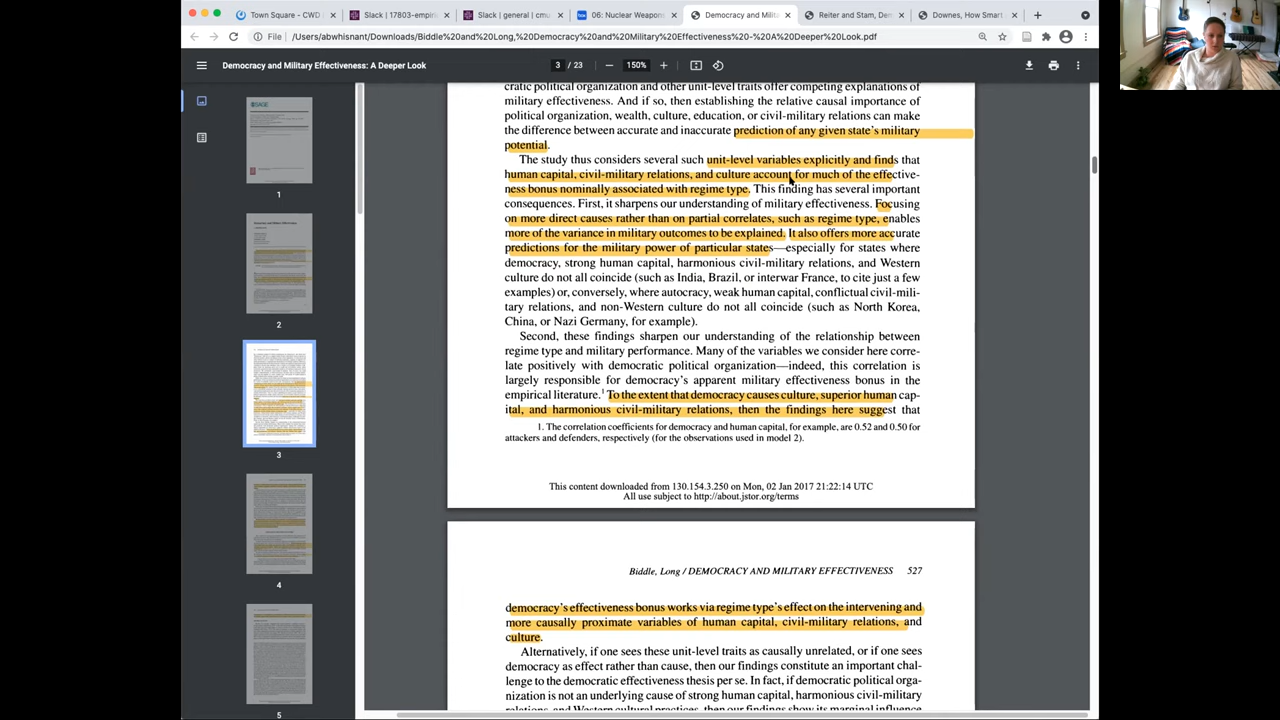 Town Square - CWD
Slack | 17803-empir
Slack | general | cmu
06: Nuclear Weapons
Democracy and Milita
Reiter and Stam, Dem
Downes, How Smart
File | /Users/abwhisnant/Downloads/Biddle%20and%20Long,%20Democracy%20and%20Military%20Effectiveness%20-%20A%20Deeper%20Look.pdf
Democracy and Military Effectiveness: A Deeper Look
3 / 23
150%
1
2
3
4
5
cratic political organization and other unit-level traits offer competing explanations of
military effectiveness. And if so, then establishing the relative causal importance of
political organization, wealth, culture, education, or civil-military relations can make
the difference between accurate and inaccurate prediction of any given state's military
potential.
The study thus considers several such unit-level variables explicitly and finds that
human capital, civil-military relations, and culture account for much of the effective-
ness bonus nominally associated with regime type. This finding has several important
consequences. First, it sharpens our understanding of military effectiveness. Focusing
on more direct causes rather than on partial correlates, such as regime type, enables
more of the variance in military outcomes to be explained. It also offers more accurate
predictions for the military power of particular states—especially for states where
democracy, strong human capital, harmonious civil-military relations, and Western
culture do not all coincide (such as India, Brazil, or interwar France, to cite just a few
examples) or, conversely, where autocracy, weak human capital, conflictual civil-mili-
tary relations, and non-Western culture do not all coincide (such as North Korea,
China, or Nazi Germany, for example).
Second, these findings sharpen our understanding of the relationship between
regime type and military performance. Many of the variables we consider here corre-
late positively with democratic political organization—indeed, this correlation is
largely responsible for democracy's apparent military effectiveness bonus in the
empirical literature.1 To the extent that democracy causes culture, superior human cap-
ital, or harmonious civil-military relations, then the findings here suggest that
1. The correlation coefficients for democracy and human capital, for example, are 0.52 and 0.50 for
attackers and defenders, respectively (for the observations used in model 2).
This content downloaded from 130.154.3.250 on Mon, 02 Jan 2017 21:22:14 UTC
All use subject to http://about.jstor.org/terms
Biddle, Long / DEMOCRACY AND MILITARY EFFECTIVENESS 527
democracy's effectiveness bonus works via regime type's effect on the intervening and
more causally proximate variables of human capital, civil-military relations, and
culture.
Alternatively, if one sees these unit-level traits as causally unrelated, or if one sees
democracy as effect rather than cause, then our findings constitute an important chal-
lenge to the democratic effectiveness thesis per se. In fact, if democratic political orga-
nization is not an underlying cause of strong human capital, harmonious civil-military
relations, and Western cultural practices, then our findings show its marginal influence